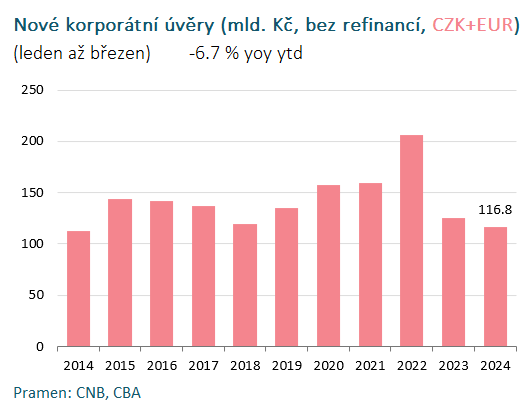 Nové korporátní úvěry (mld. Kč, bez refinancí, CZK+EUR)
(leden až březen) -6.7 % yoy ytd
250
200
150
100
50
0
116.8
2014 2015 2016 2017 2018 2019 2020 2021 2022 2023 2024
Pramen: CNB, CBA